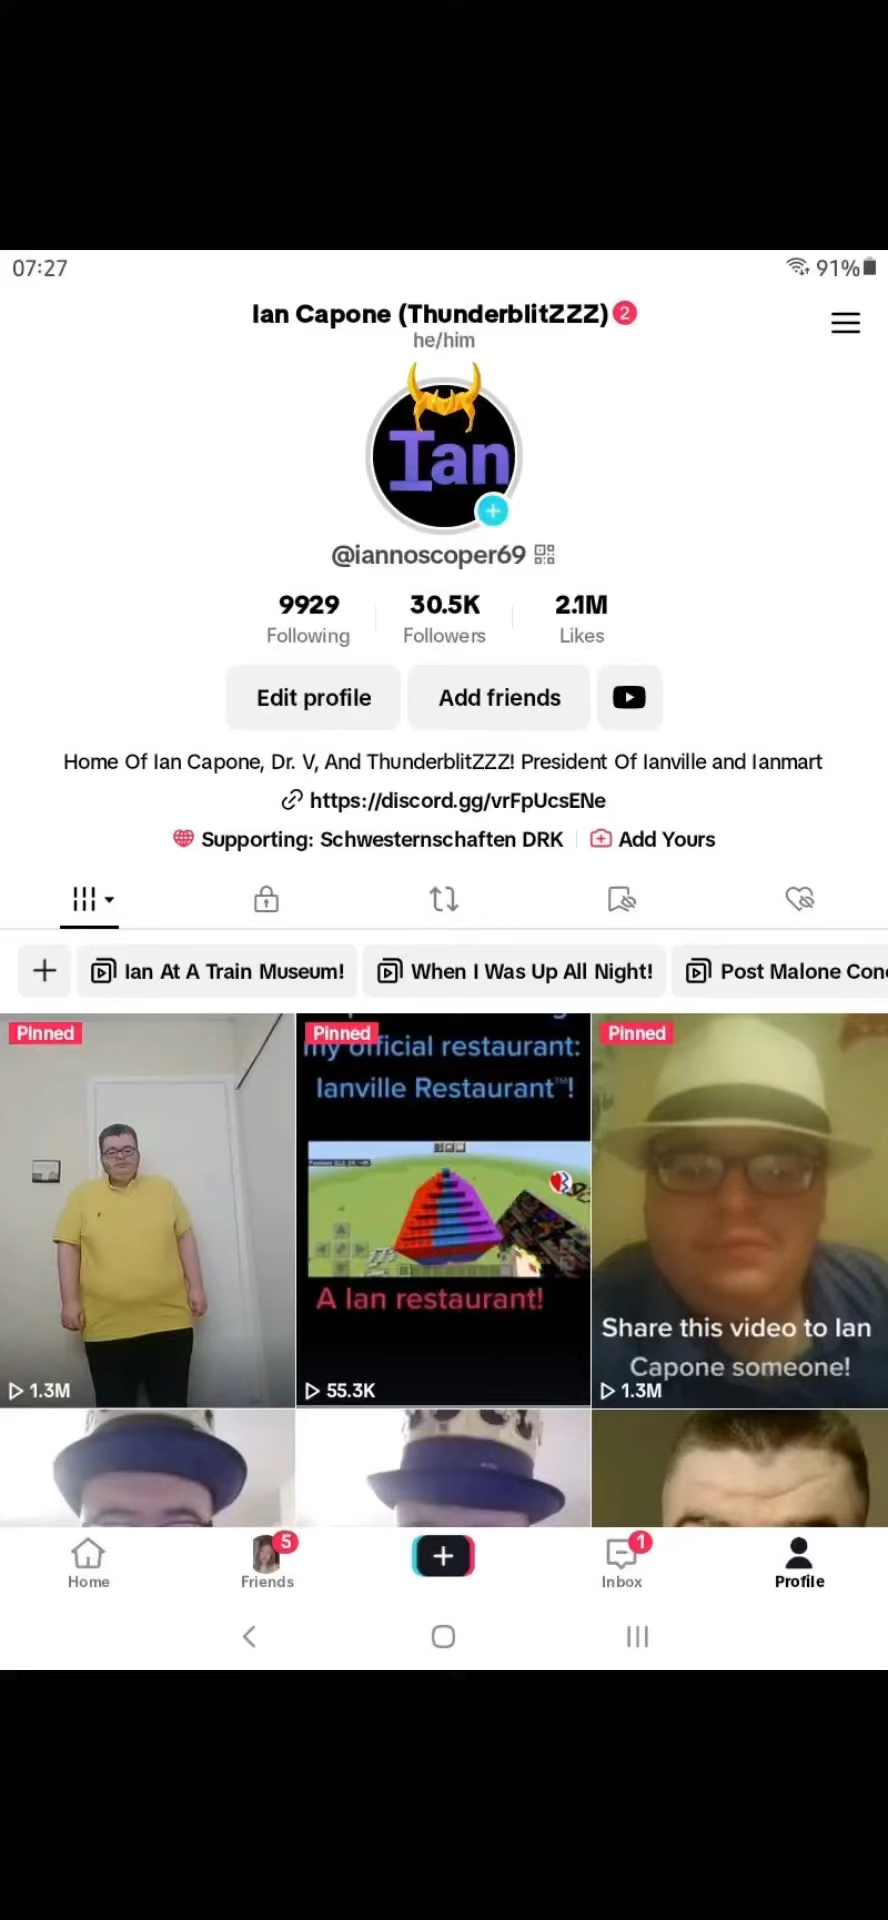 07:27
91%
Ian Capone (ThunderblitZZZ) 2
he/him
Ian
@iannoscoper69
9929 30.5K 2.1M
Following Followers Likes
Edit profile Add friends
Home Of Ian Capone, Dr. V, And ThunderblitZZZ! President Of Ianville and Ianmart
https://discord.gg/vrFpUcsENe
Supporting: Schwesternschaften DRK Add Yours
Ian At A Train Museum! When I Was Up All Night! Post Malone Con
Pinned Pinned Pinned
my official restaurant:
Ianville Restaurant™!
A Ian restaurant!
Share this video to Ian
Capone someone!
1.3M 55.3K 1.3M
5 1
Home Friends Inbox Profile